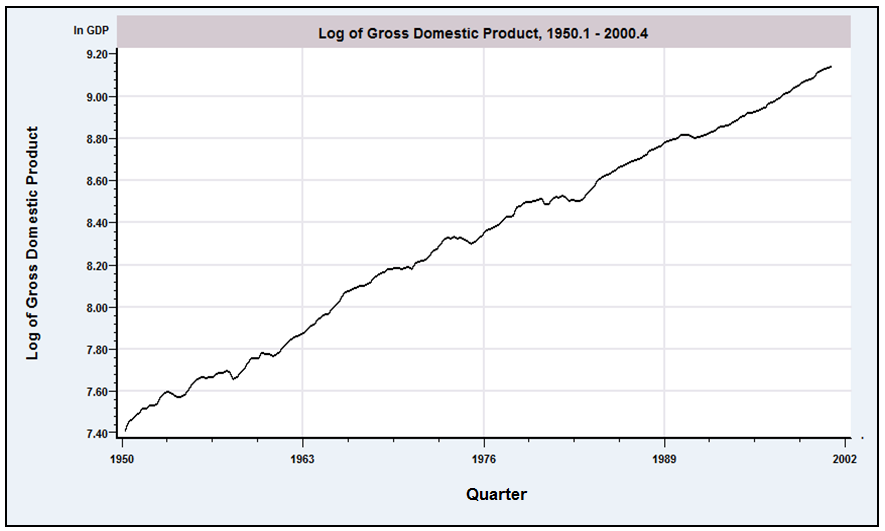 ln GDP
Log of Gross Domestic Product, 1950.1 - 2000.4
9.20
9.00
8.80
8.60
8.40
8.20
8.00
7.80
7.60
7.40
Log of Gross Domestic Product
1950 1963 1976 1989 2002
Quarter